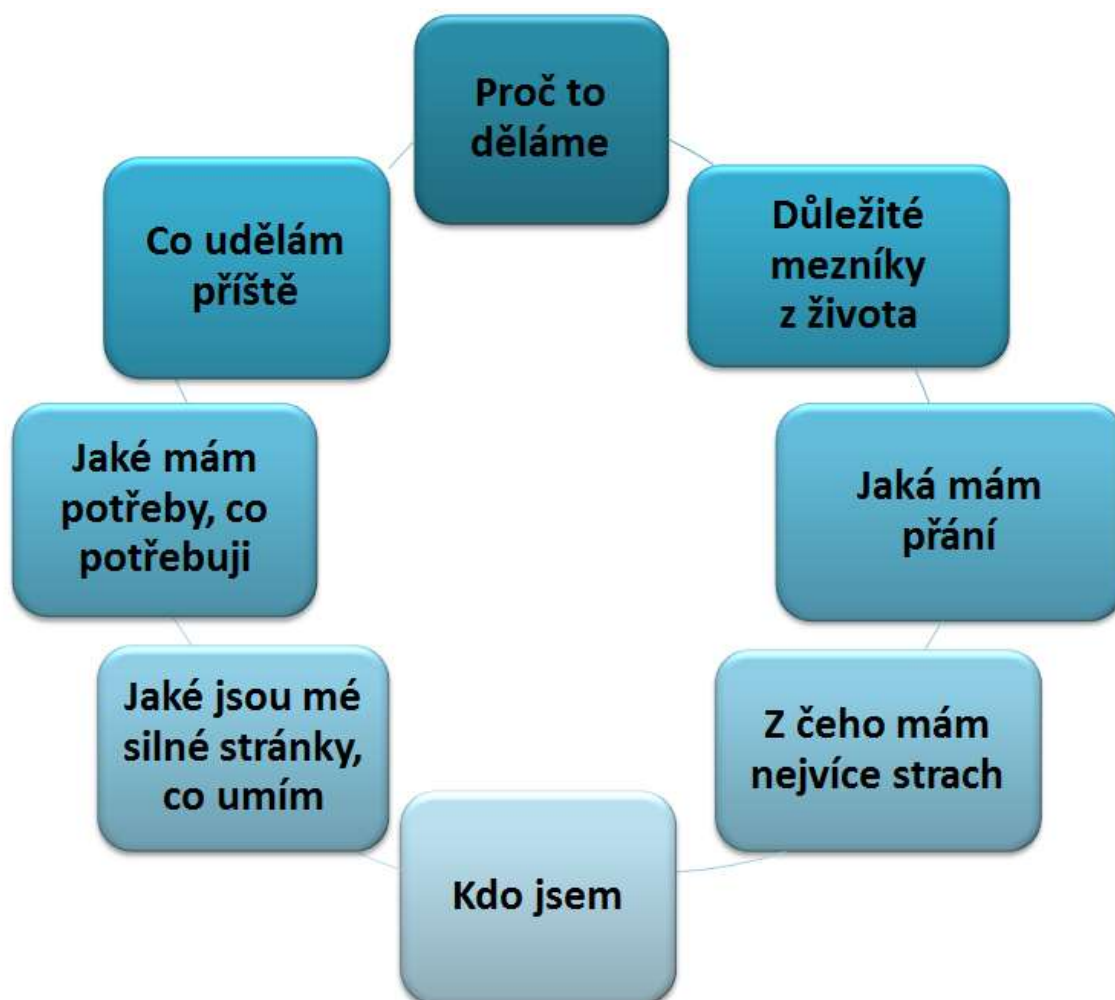 Proč to
děláme
Důležité
mezníky
z života
Jaká mám
přání
Z čeho mám
nejvíce strach
Kdo jsem
Jaké jsou mé
silné stránky,
co umím
Jaké mám
potřeby, co
potřebuji
Co udělám
příště